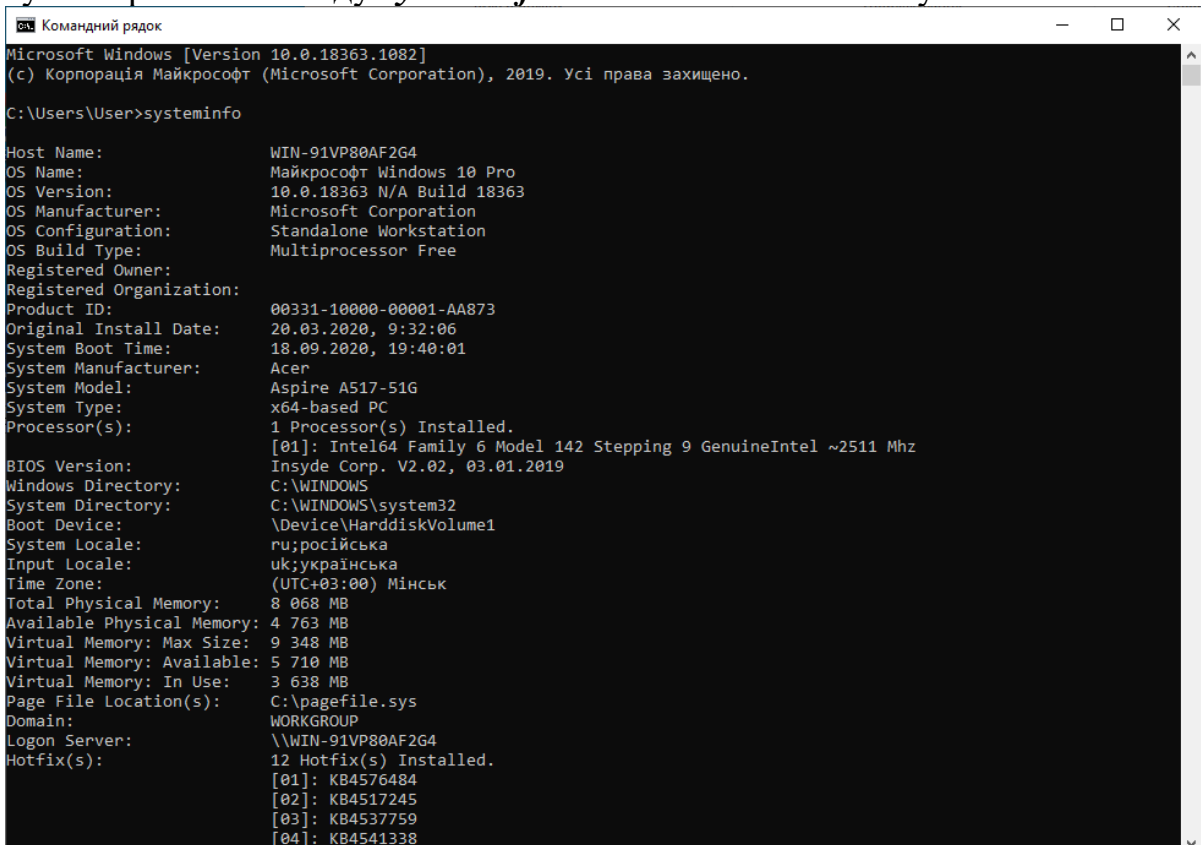 Командний рядок
Microsoft Windows [Version 10.0.18363.1082]
(c) Корпорація Майкрософт (Microsoft Corporation), 2019. Усі права захищено.
C:\Users\User>systeminfo
Host Name: WIN-91VP80AF2G4
OS Name: Майкрософт Windows 10 Pro
OS Version: 10.0.18363 N/A Build 18363
OS Manufacturer: Microsoft Corporation
OS Configuration: Standalone Workstation
OS Build Type: Multiprocessor Free
Registered Owner:
Registered Organization:
Product ID: 00331-10000-00001-AA873
Original Install Date: 20.03.2020, 9:32:06
System Boot Time: 18.09.2020, 19:40:01
System Manufacturer: Acer
System Model: Aspire A517-51G
System Type: x64-based PC
Processor(s): 1 Processor(s) Installed.
[01]: Intel64 Family 6 Model 142 Stepping 9 GenuineIntel ~2511 Mhz
BIOS Version: Insyde Corp. V2.02, 03.01.2019
Windows Directory: C:\WINDOWS
System Directory: C:\WINDOWS\system32
Boot Device: \Device\HarddiskVolume1
System Locale: ru;російська
Input Locale: uk;українська
Time Zone: (UTC+03:00) Мінськ
Total Physical Memory: 8 068 MB
Available Physical Memory: 4 763 MB
Virtual Memory: Max Size: 9 348 MB
Virtual Memory: Available: 5 710 MB
Virtual Memory: In Use: 3 638 MB
Page File Location(s): C:\pagefile.sys
Domain: WORKGROUP
Logon Server: \\WIN-91VP80AF2G4
Hotfix(s): 12 Hotfix(s) Installed.
[01]: KB4576484
[02]: KB4517245
[03]: KB4537759
[04]: KB4541338